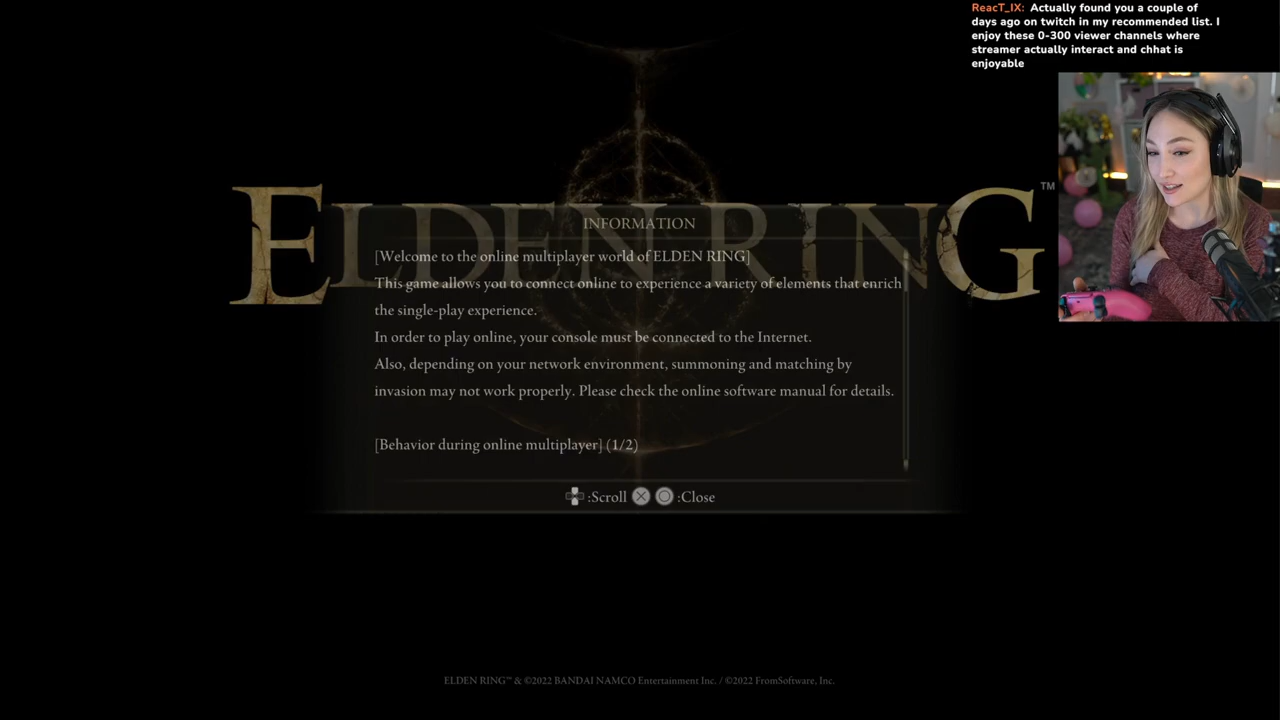 ReacT_IX: Actually found you a couple of
days ago on twitch in my recommended list. I
enjoy these 0-300 viewer channels where
streamer actually interact and chhat is
enjoyable
ELDEN RING™
INFORMATION
[Welcome to the online multiplayer world of ELDEN RING]
This game allows you to connect online to experience a variety of elements that enrich
the single-play experience.
In order to play online, your console must be connected to the Internet.
Also, depending on your network environment, summoning and matching by
invasion may not work properly. Please check the online software manual for details.
[Behavior during online multiplayer] (1/2)
:Scroll :Close
ELDEN RING™ & ©2022 BANDAI NAMCO Entertainment Inc. / ©2022 FromSoftware, Inc.